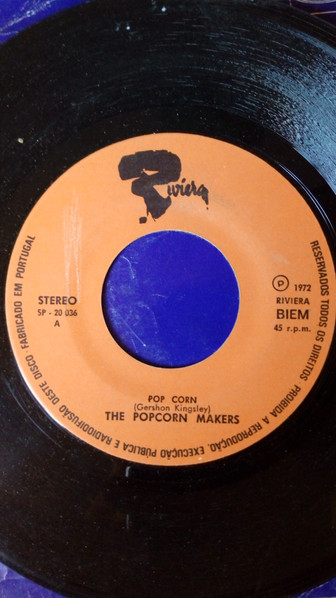 Riviera
STEREO
SP - 20 036
A
℗ 1972
RIVIERA
BIEM
45 r.p.m.
POP CORN
(Gershon Kingsley)
THE POPCORN MAKERS
RESERVADOS TODOS OS DIREITOS. PROIBIDA A REPRODUÇÃO, EXECUÇÃO PÚBLICA E RADIODIFUSÃO DESTE DISCO. FABRICADO EM PORTUGAL